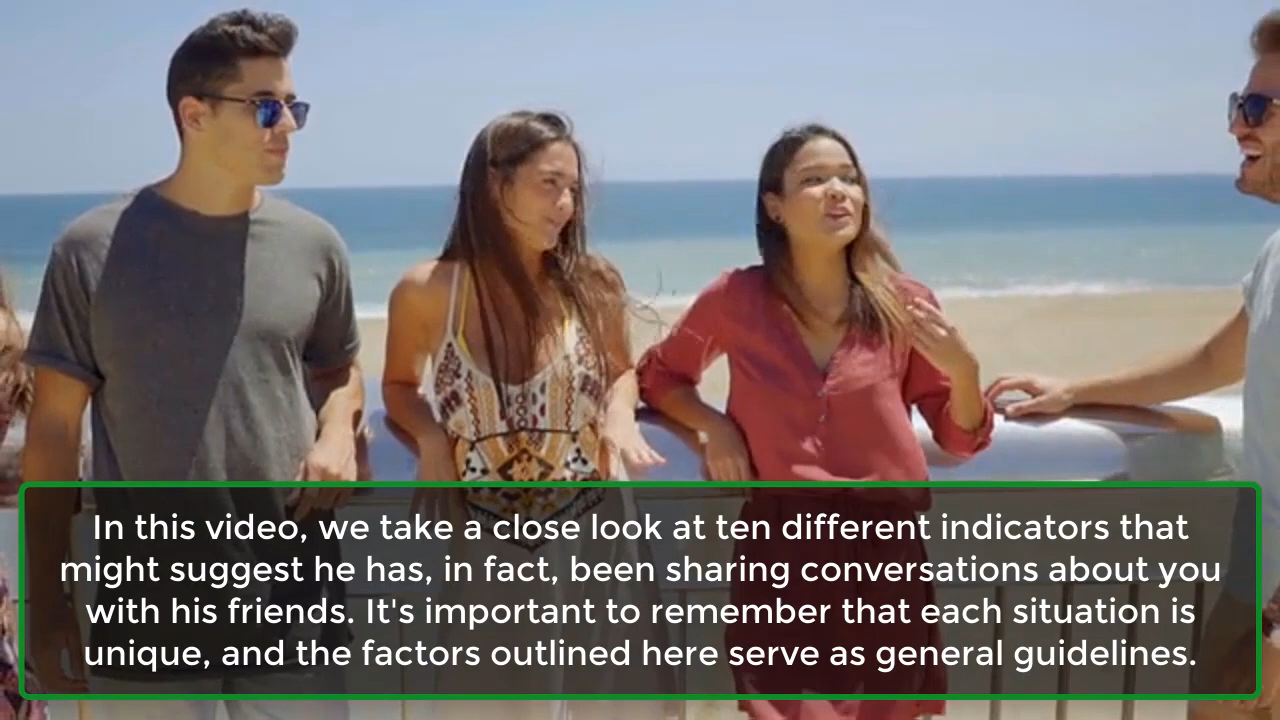 In this video, we take a close look at ten different indicators that
might suggest he has, in fact, been sharing conversations about you
with his friends. It's important to remember that each situation is
unique, and the factors outlined here serve as general guidelines.